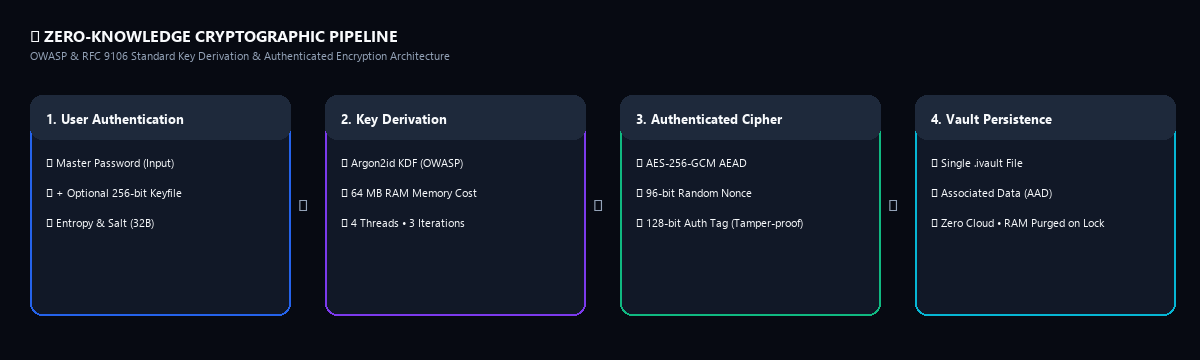 ZERO-KNOWLEDGE CRYPTOGRAPHIC PIPELINE
OWASP & RFC 9106 Standard Key Derivation & Authenticated Encryption Architecture
1. User Authentication
Master Password (Input)
+ Optional 256-bit Keyfile
Entropy & Salt (32B)
2. Key Derivation
Argon2id KDF (OWASP)
64 MB RAM Memory Cost
4 Threads • 3 Iterations
3. Authenticated Cipher
AES-256-GCM AEAD
96-bit Random Nonce
128-bit Auth Tag (Tamper-proof)
4. Vault Persistence
Single .ivault File
Associated Data (AAD)
Zero Cloud • RAM Purged on Lock